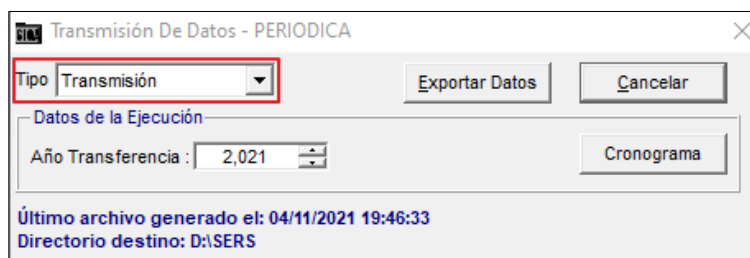 Transmisión De Datos - PERIODICA
Tipo Transmisión Exportar Datos Cancelar
Datos de la Ejecución
Año Transferencia : 2,021 Cronograma
Último archivo generado el: 04/11/2021 19:46:33
Directorio destino: D:\SERS